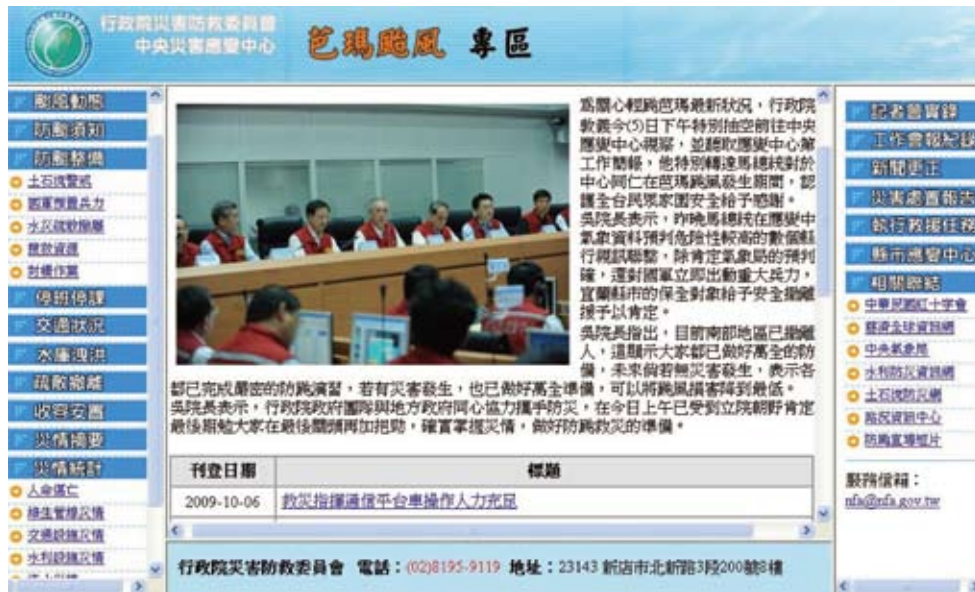 行政院災害防救委員會
中央災害應變中心
芭瑪颱風 專區
颱風動態
防颱須知
防颱整備
土石流警戒
國軍預置兵力
水災疏散撤離
開放資源
封橋作業
停班停課
交通狀況
水庫洩洪
疏散撤離
收容安置
災情摘要
災情統計
人命傷亡
維生管線災情
交通設施災情
水利設施災情
為關心輕颱芭瑪最新狀況，行政院
敦義今(5)日下午特別抽空前往中央
應變中心視察，並聽取應變中心第
工作簡報，他特別轉達馬總統對於
中心同仁在芭瑪颱風發生期間，認
護全台民眾家園安全給予感謝。
吳院長表示，昨晚馬總統在應變中
氣象資料預判危險性較高的數個縣
行視訊聯繫，除肯定氣象局的預判
確，還對國軍立即出動重大兵力，
宜蘭縣市的保全對象給予安全撤離
援予以肯定。
吳院長指出，目前南部地區已撤離
人，這顯示大家都已做好萬全的防
備，未來倘若無災害發生，表示各
都已完成嚴密的防颱演習，若有災害發生，也已做好萬全準備，可以將颱風損害降到最低。
吳院長表示，行政院政府團隊與地方政府同心協力攜手防災，在今日上午已受到立院朝野肯定
最後期勉大家在最後關頭再加把勁，確實掌握災情，做好防颱救災的準備。
刊登日期 標題
2009-10-06 救災指揮通信平台車操作人力充足
記者會實錄
工作會報紀錄
新聞更正
災害處置報告
執行救援任務
縣市應變中心
相關聯結
中華民國紅十字會
慈濟全球資訊網
中央氣象局
水利防災資訊網
土石流防災網
路況資訊中心
防颱宣導短片
服務信箱：
nfa@nfa.gov.tw
行政院災害防救委員會 電話：(02)8195-9119 地址：23143 新店市北新路3段200號8樓